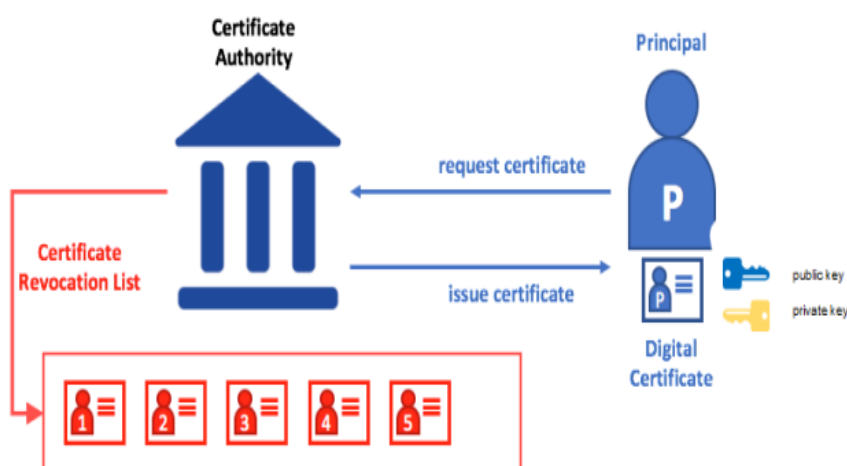 Certificate
Authority
Principal
request certificate
P
Certificate
Revocation List
issue certificate
P
public key
private key
Digital
Certificate
1
2
3
4
5